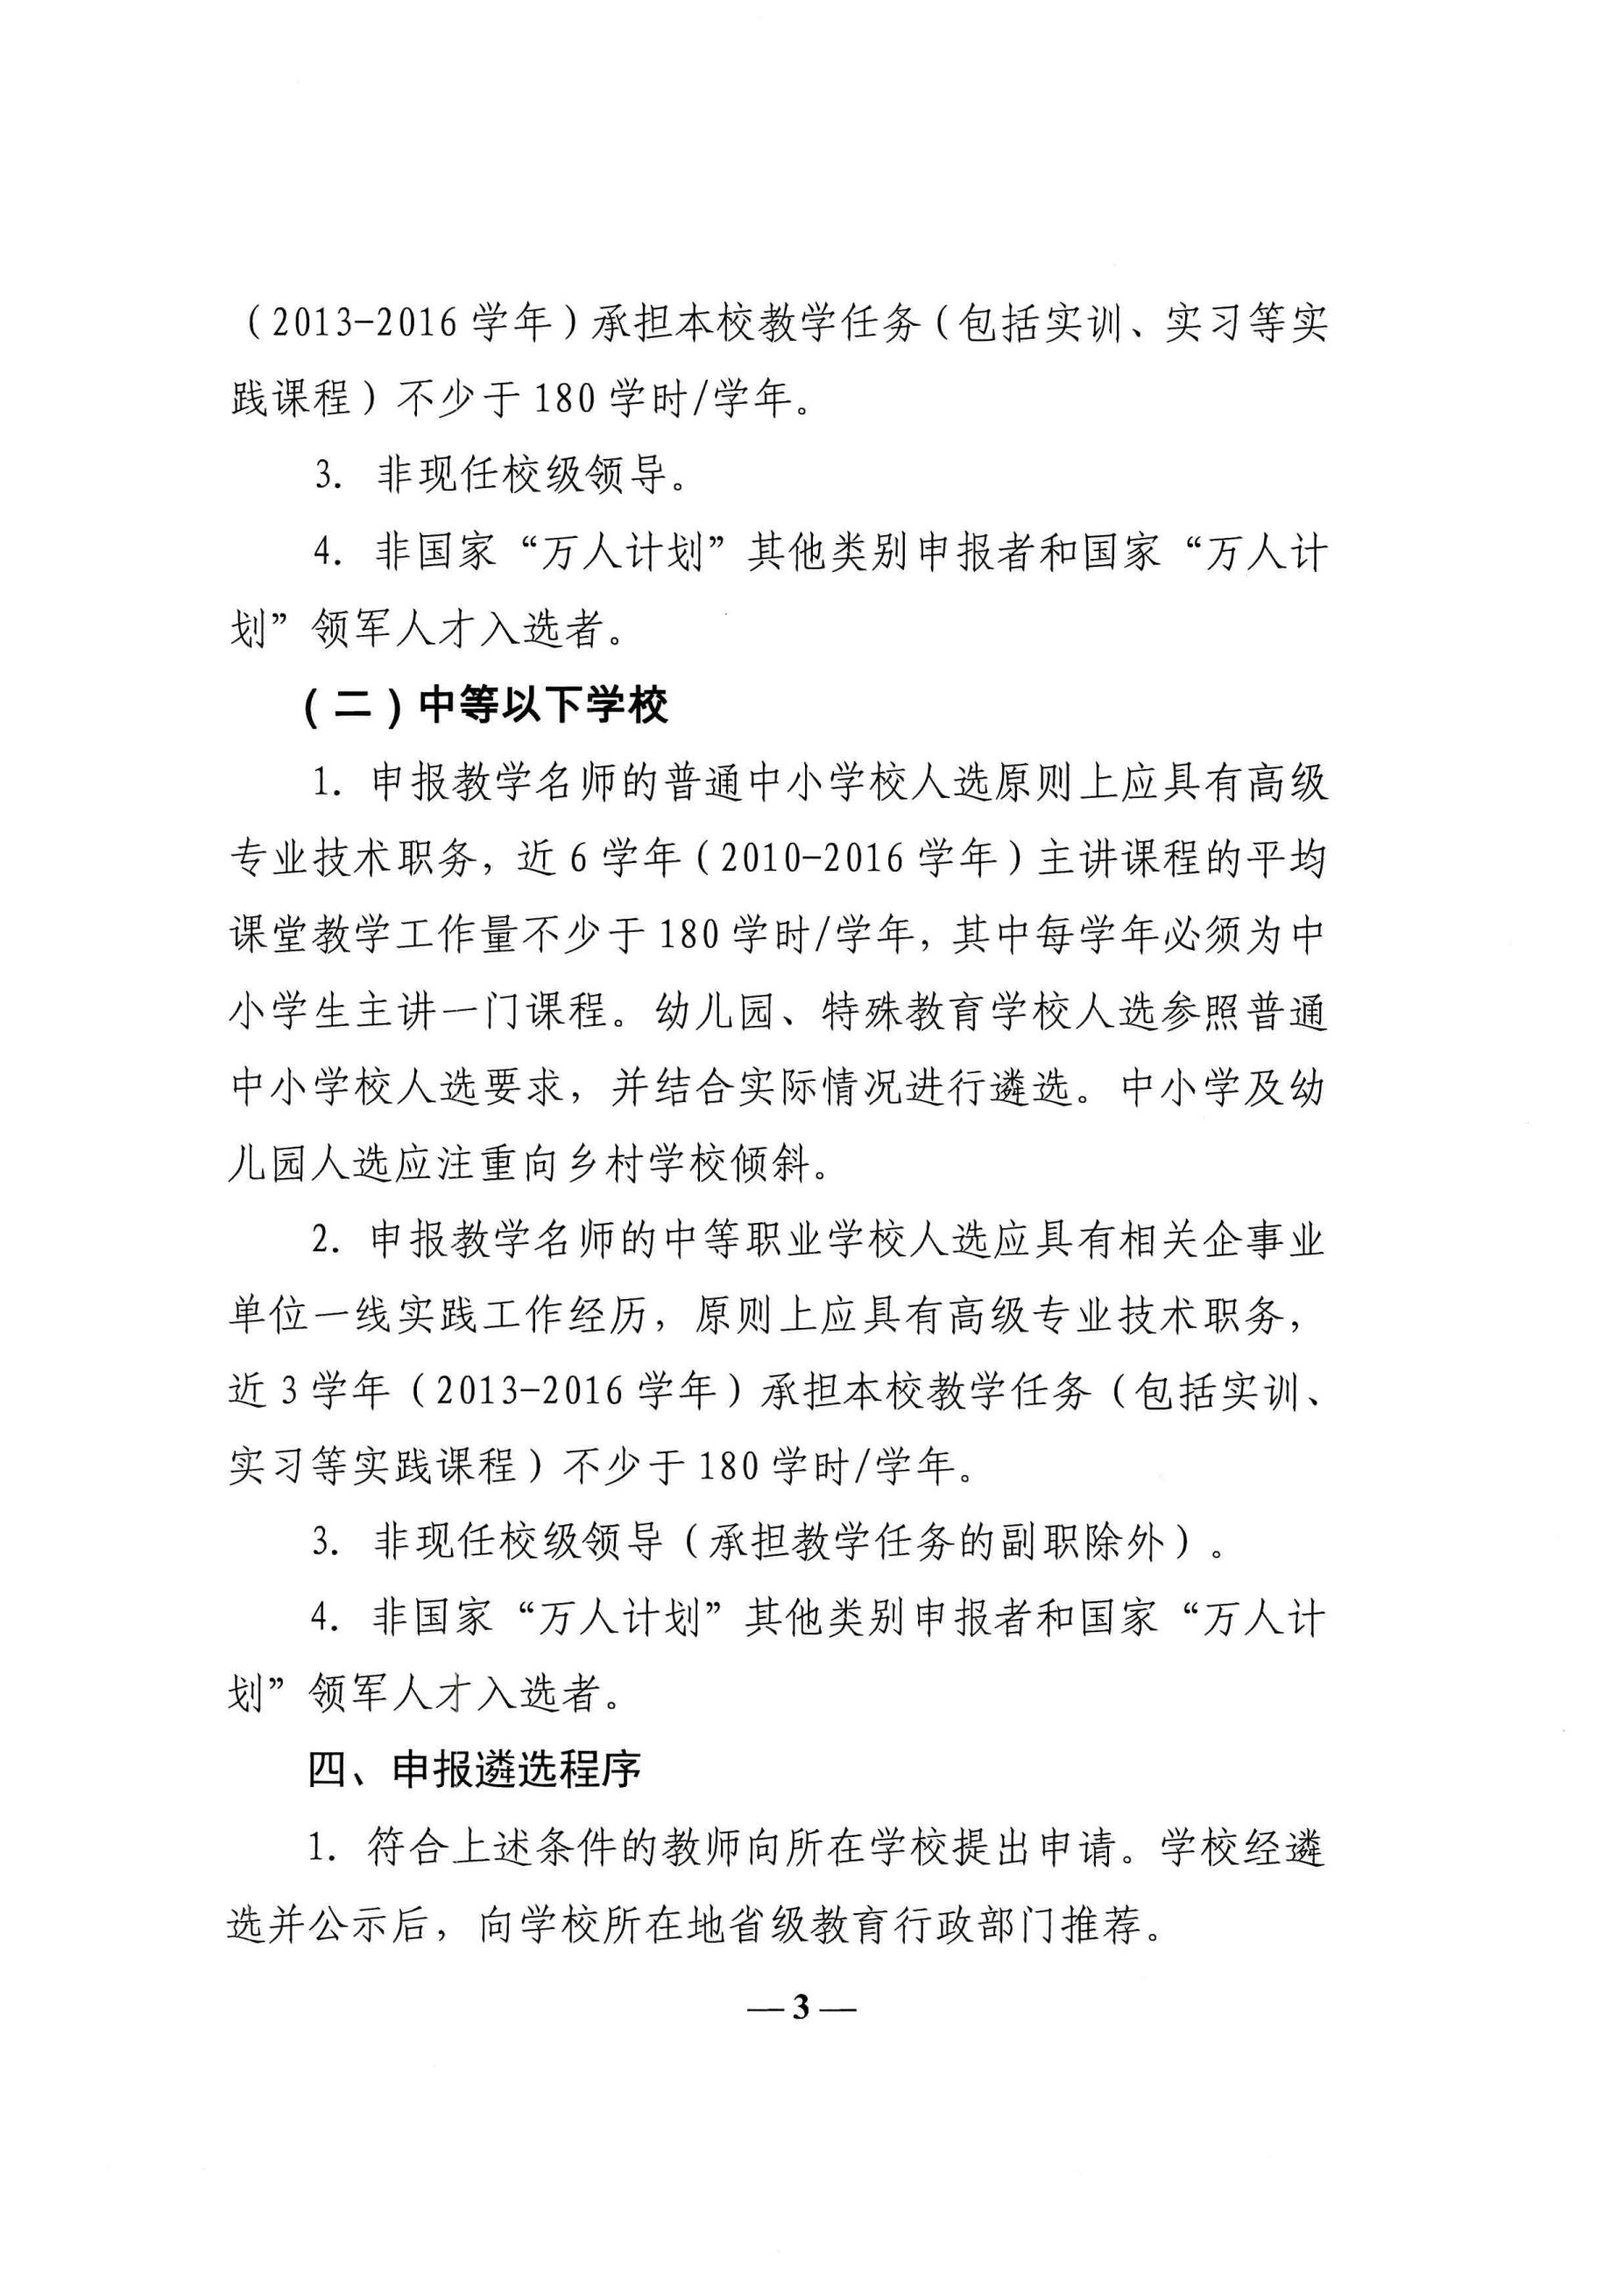 （2013-2016 学年）承担本校教学任务（包括实训、实习等实
践课程）不少于 180 学时/学年。
3. 非现任校级领导。
4. 非国家“万人计划”其他类别申报者和国家“万人计
划”领军人才入选者。
（二）中等以下学校
1. 申报教学名师的普通中小学校人选原则上应具有高级
专业技术职务，近 6 学年（2010-2016 学年）主讲课程的平均
课堂教学工作量不少于 180 学时/学年，其中每学年必须为中
小学生主讲一门课程。幼儿园、特殊教育学校人选参照普通
中小学校人选要求，并结合实际情况进行遴选。中小学及幼
儿园人选应注重向乡村学校倾斜。
2. 申报教学名师的中等职业学校人选应具有相关企事业
单位一线实践工作经历，原则上应具有高级专业技术职务，
近 3 学年（2013-2016 学年）承担本校教学任务（包括实训、
实习等实践课程）不少于 180 学时/学年。
3. 非现任校级领导（承担教学任务的副职除外）。
4. 非国家“万人计划”其他类别申报者和国家“万人计
划”领军人才入选者。
四、申报遴选程序
1. 符合上述条件的教师向所在学校提出申请。学校经遴
选并公示后，向学校所在地省级教育行政部门推荐。
— 3 —